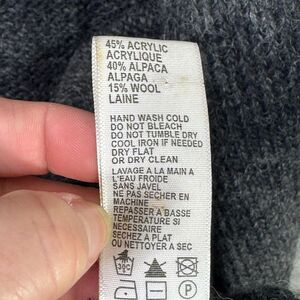 45% ACRYLIC
ACRYLIQUE
40% ALPACA
ALPAGA
15% WOOL
LAINE
HAND WASH COLD
DO NOT BLEACH
DO NOT TUMBLE DRY
COOL IRON IF NEEDED
DRY FLAT
OR DRY CLEAN
LAVAGE A LA MAIN A
L'EAU FROIDE
SANS JAVEL
NE PAS SECHER EN
MACHINE
REPASSER A BASSE
TEMPERATURE SI
NECESSAIRE
SECHEZ A PLAT
OU NETTOYER A SEC
30C